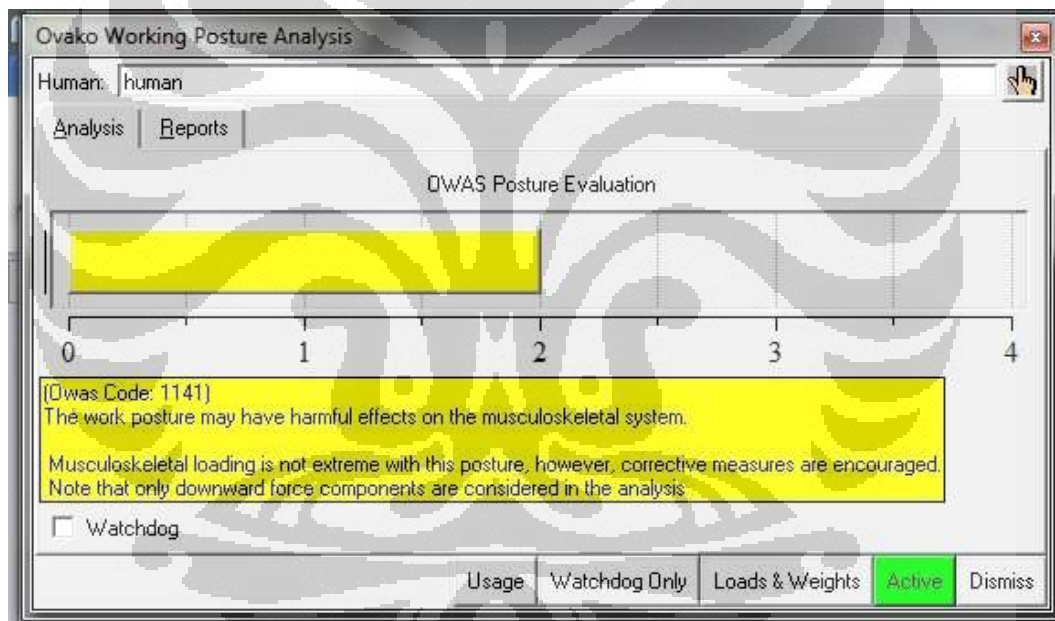 Ovako Working Posture Analysis
Human: human
Analysis Reports
OWAS Posture Evaluation
0 1 2 3 4
(Owas Code: 1141)
The work posture may have harmful effects on the musculoskeletal system.
Musculoskeletal loading is not extreme with this posture, however, corrective measures are encouraged.
Note that only downward force components are considered in the analysis
Watchdog
Usage Watchdog Only Loads & Weights Active Dismiss